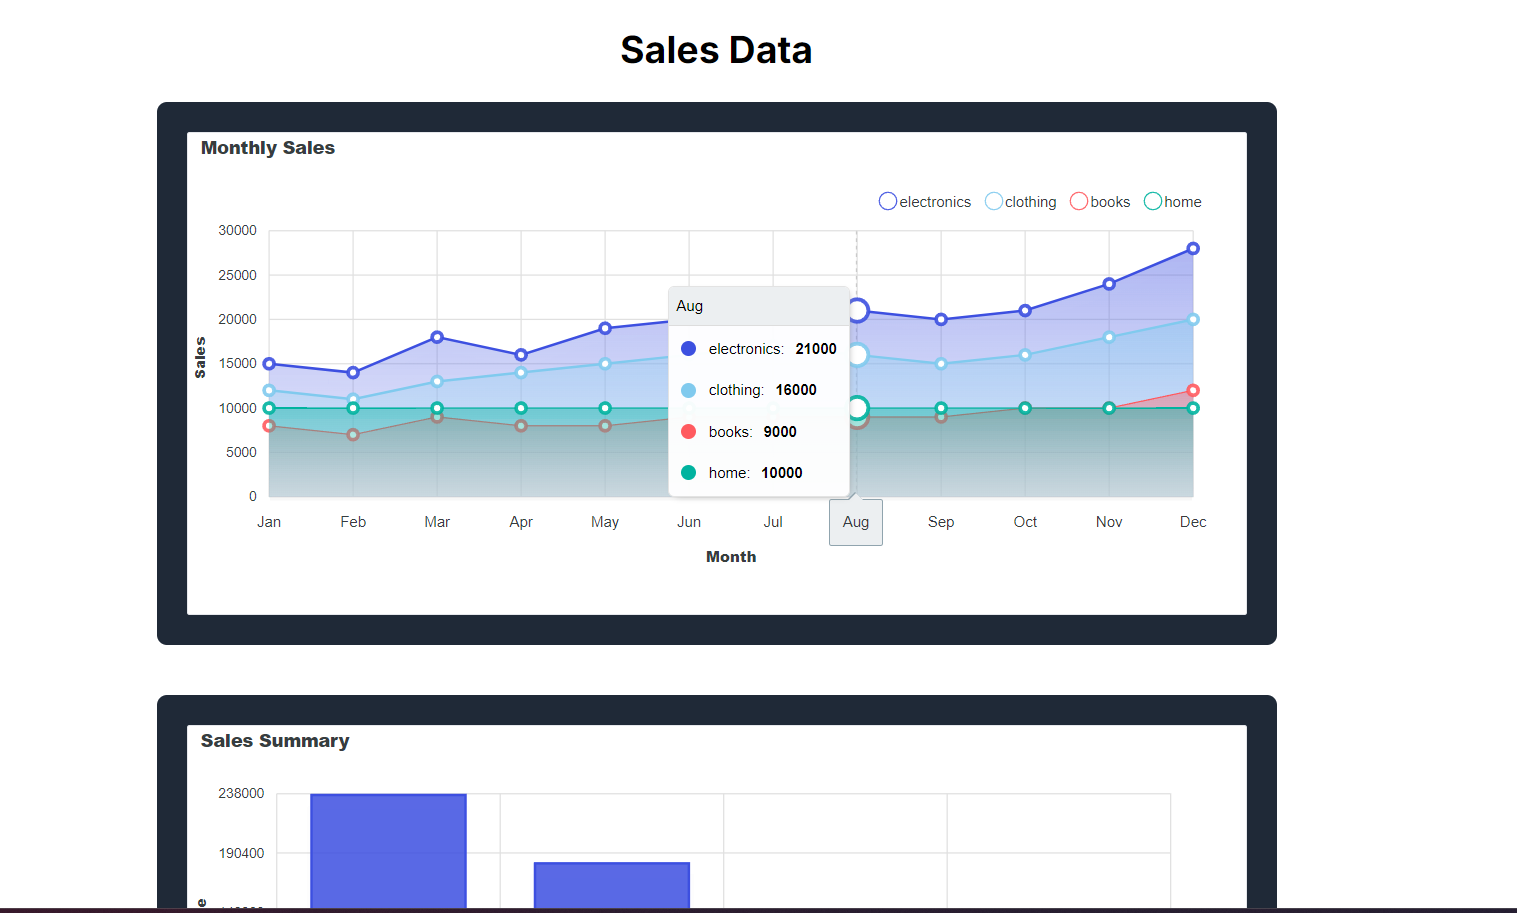 Sales Data
Monthly Sales
electronics clothing books home
30000
25000
20000
15000
10000
5000
0
Sales
Aug
electronics: 21000
clothing: 16000
books: 9000
home: 10000
Jan Feb Mar Apr May Jun Jul Aug Sep Oct Nov Dec
Month
Sales Summary
238000
190400